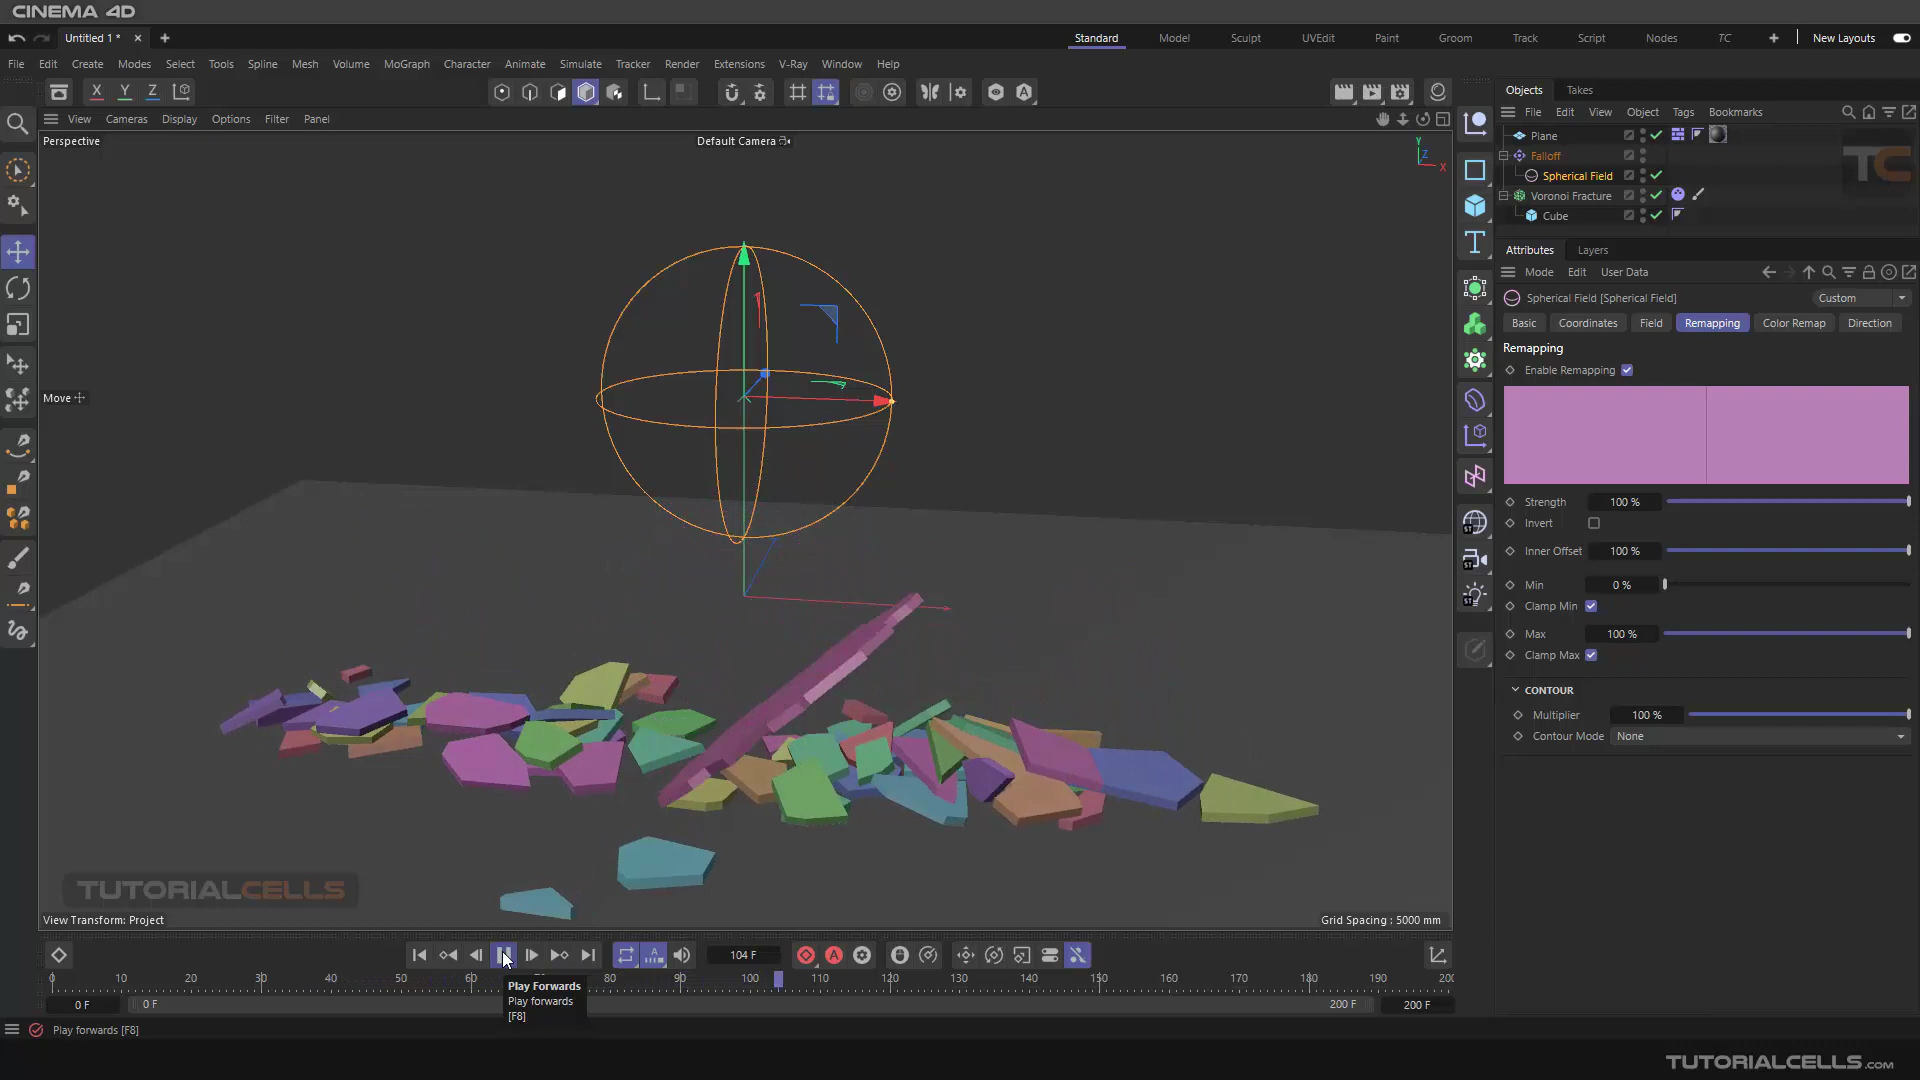 CINEMA 4D
Untitled 1 *
Standard Model Sculpt UVEdit Paint Groom Track Script Nodes TC New Layouts
File Edit Create Modes Select Tools Spline Mesh Volume MoGraph Character Animate Simulate Tracker Render Extensions V-Ray Window Help
X Y Z
Objects Takes
View Cameras Display Options Filter Panel
File Edit View Object Tags Bookmarks
Perspective
Default Camera
Y
Z
X
Plane
Falloff
Spherical Field
Voronoi Fracture
Cube
TC
Attributes Layers
Mode Edit User Data
Spherical Field [Spherical Field]
Custom
Basic Coordinates Field Remapping Color Remap Direction
Remapping
Enable Remapping
Move
Strength 100 %
Invert
Inner Offset 100 %
Min 0 %
Clamp Min
Max 100 %
Clamp Max
CONTOUR
Multiplier 100 %
Contour Mode None
ST
ST
ST
TUTORIALCELLS
View Transform: Project
Grid Spacing : 5000 mm
104 F
0 10 20 30 40 50 60 70 80 90 100 110 120 130 140 150 160 170 180 190 200
0 F
0 F
200 F
200 F
Play Forwards
Play forwards
[F8]
Play forwards [F8]
TUTORIALCELLS.com